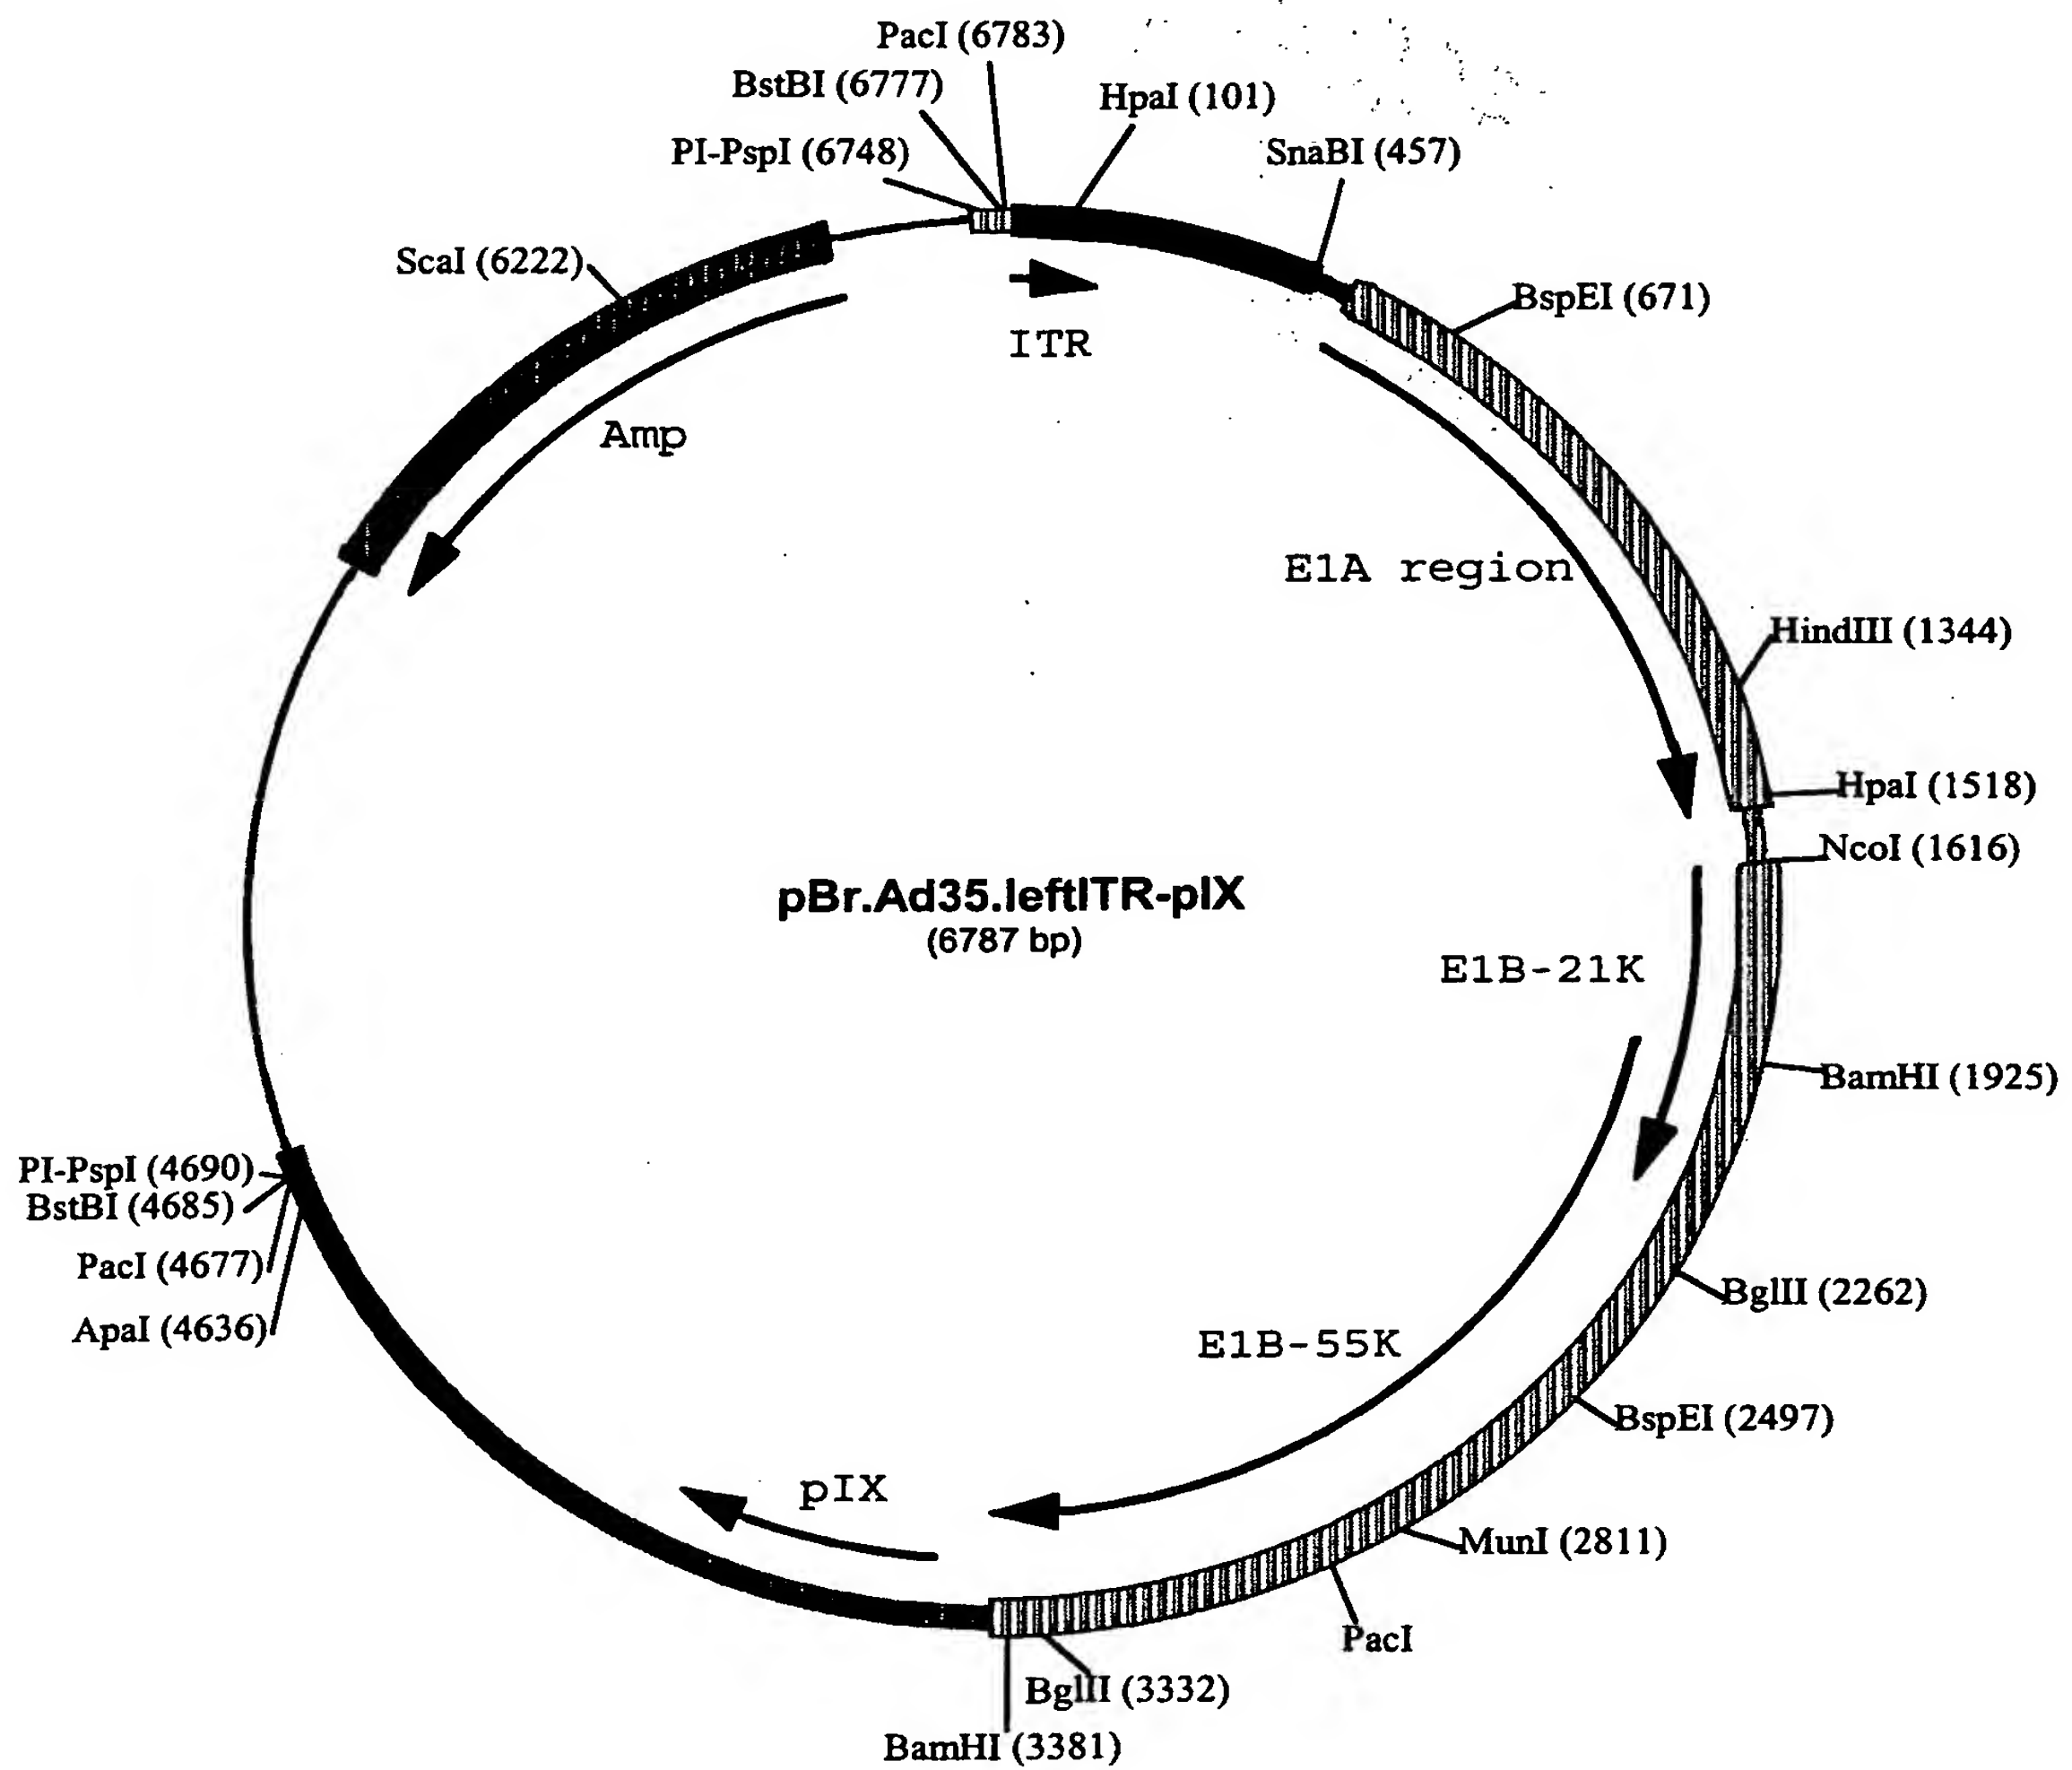 PacI (6783)
BstBI (6777)
HpaI (101)
PI-PspI (6748)
SnaBI (457)
ScaI (6222)
BspEI (671)
ITR
Amp
E1A region
HindIII (1344)
HpaI (1518)
NcoI (1616)
pBr.Ad35.leftITR-pIX
(6787 bp)
E1B-21K
BamHI (1925)
PI-PspI (4690)
BstBI (4685)
PacI (4677)
BglII (2262)
ApaI (4636)
E1B-55K
BspEI (2497)
pIX
MunI (2811)
PacI
BglII (3332)
BamHI (3381)